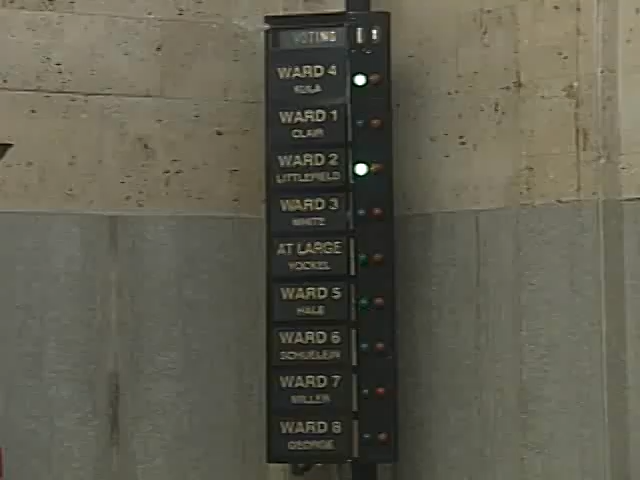 VOTING
WARD 4
KULA
WARD 1
CLAIR
WARD 2
LITTLEFIELD
WARD 3
WHITE
AT LARGE
YOCKEL
WARD 5
HALE
WARD 6
SCHUELEIN
WARD 7
MILLER
WARD 8
GEORGE